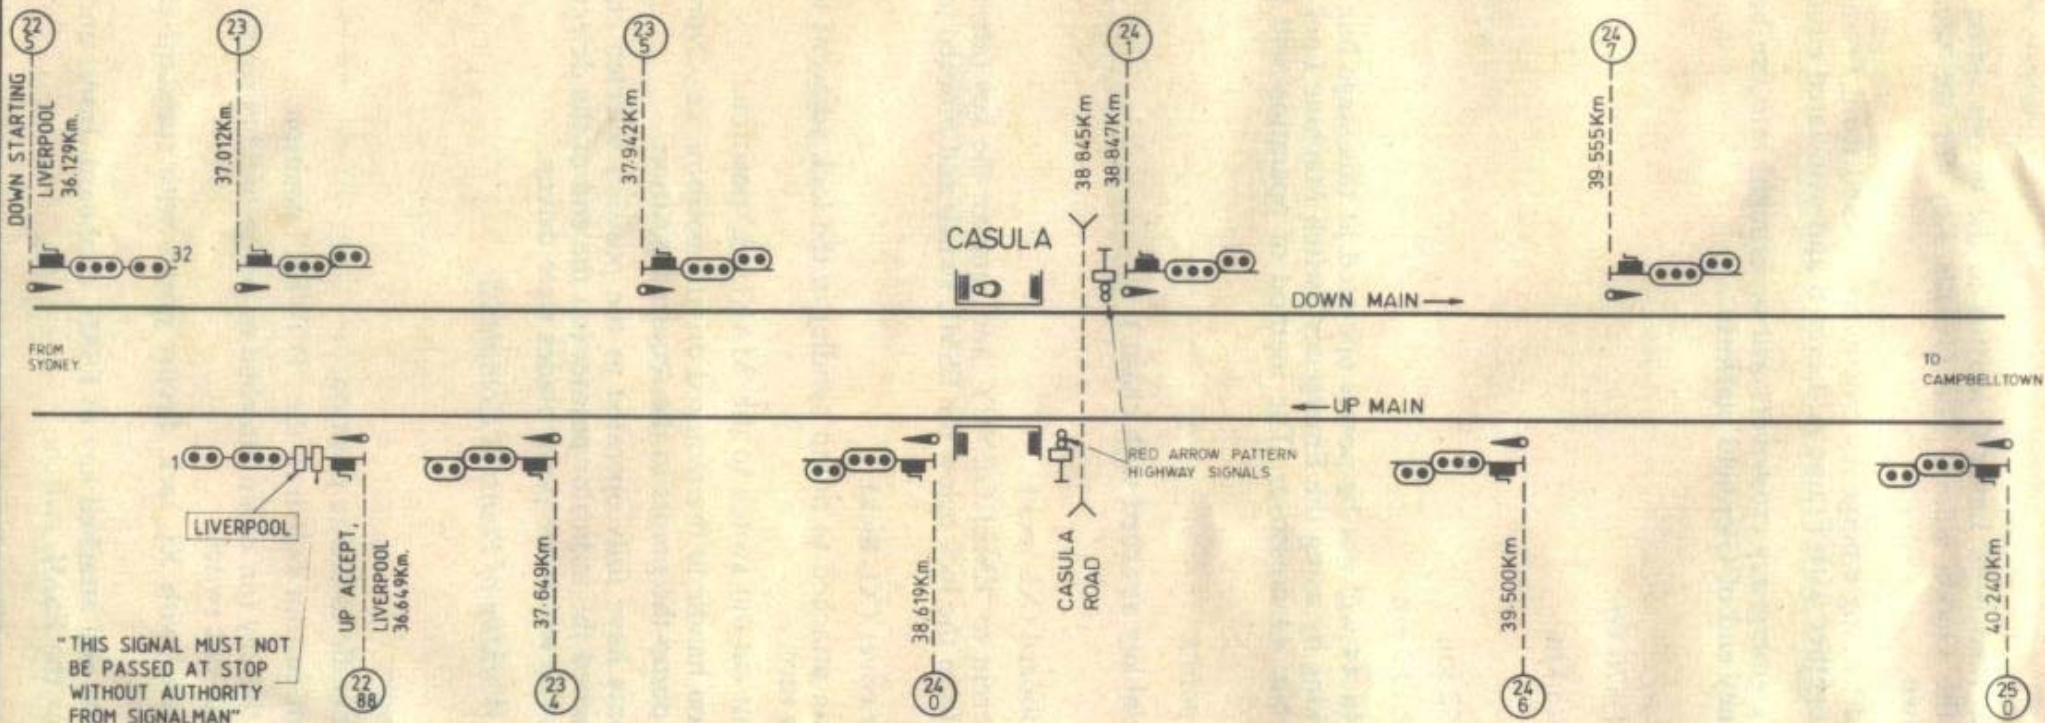 22
5
23
1
23
5
24
1
24
7
DOWN STARTING
LIVERPOOL
36.129Km.
37.012Km.
37.942Km
38 845Km
38 847Km
39 555Km
32
CASULA
DOWN MAIN
FROM
SYDNEY
TO
CAMPBELLTOWN
UP MAIN
1
RED ARROW PATTERN
HIGHWAY SIGNALS
LIVERPOOL
UP ACCEPT,
LIVERPOOL
36.649Km.
37.649Km
38.619Km.
CASULA
ROAD
39 500Km
40 240Km
"THIS SIGNAL MUST NOT
BE PASSED AT STOP
WITHOUT AUTHORITY
FROM SIGNALMAN"
22
88
23
4
24
0
24
6
25
0